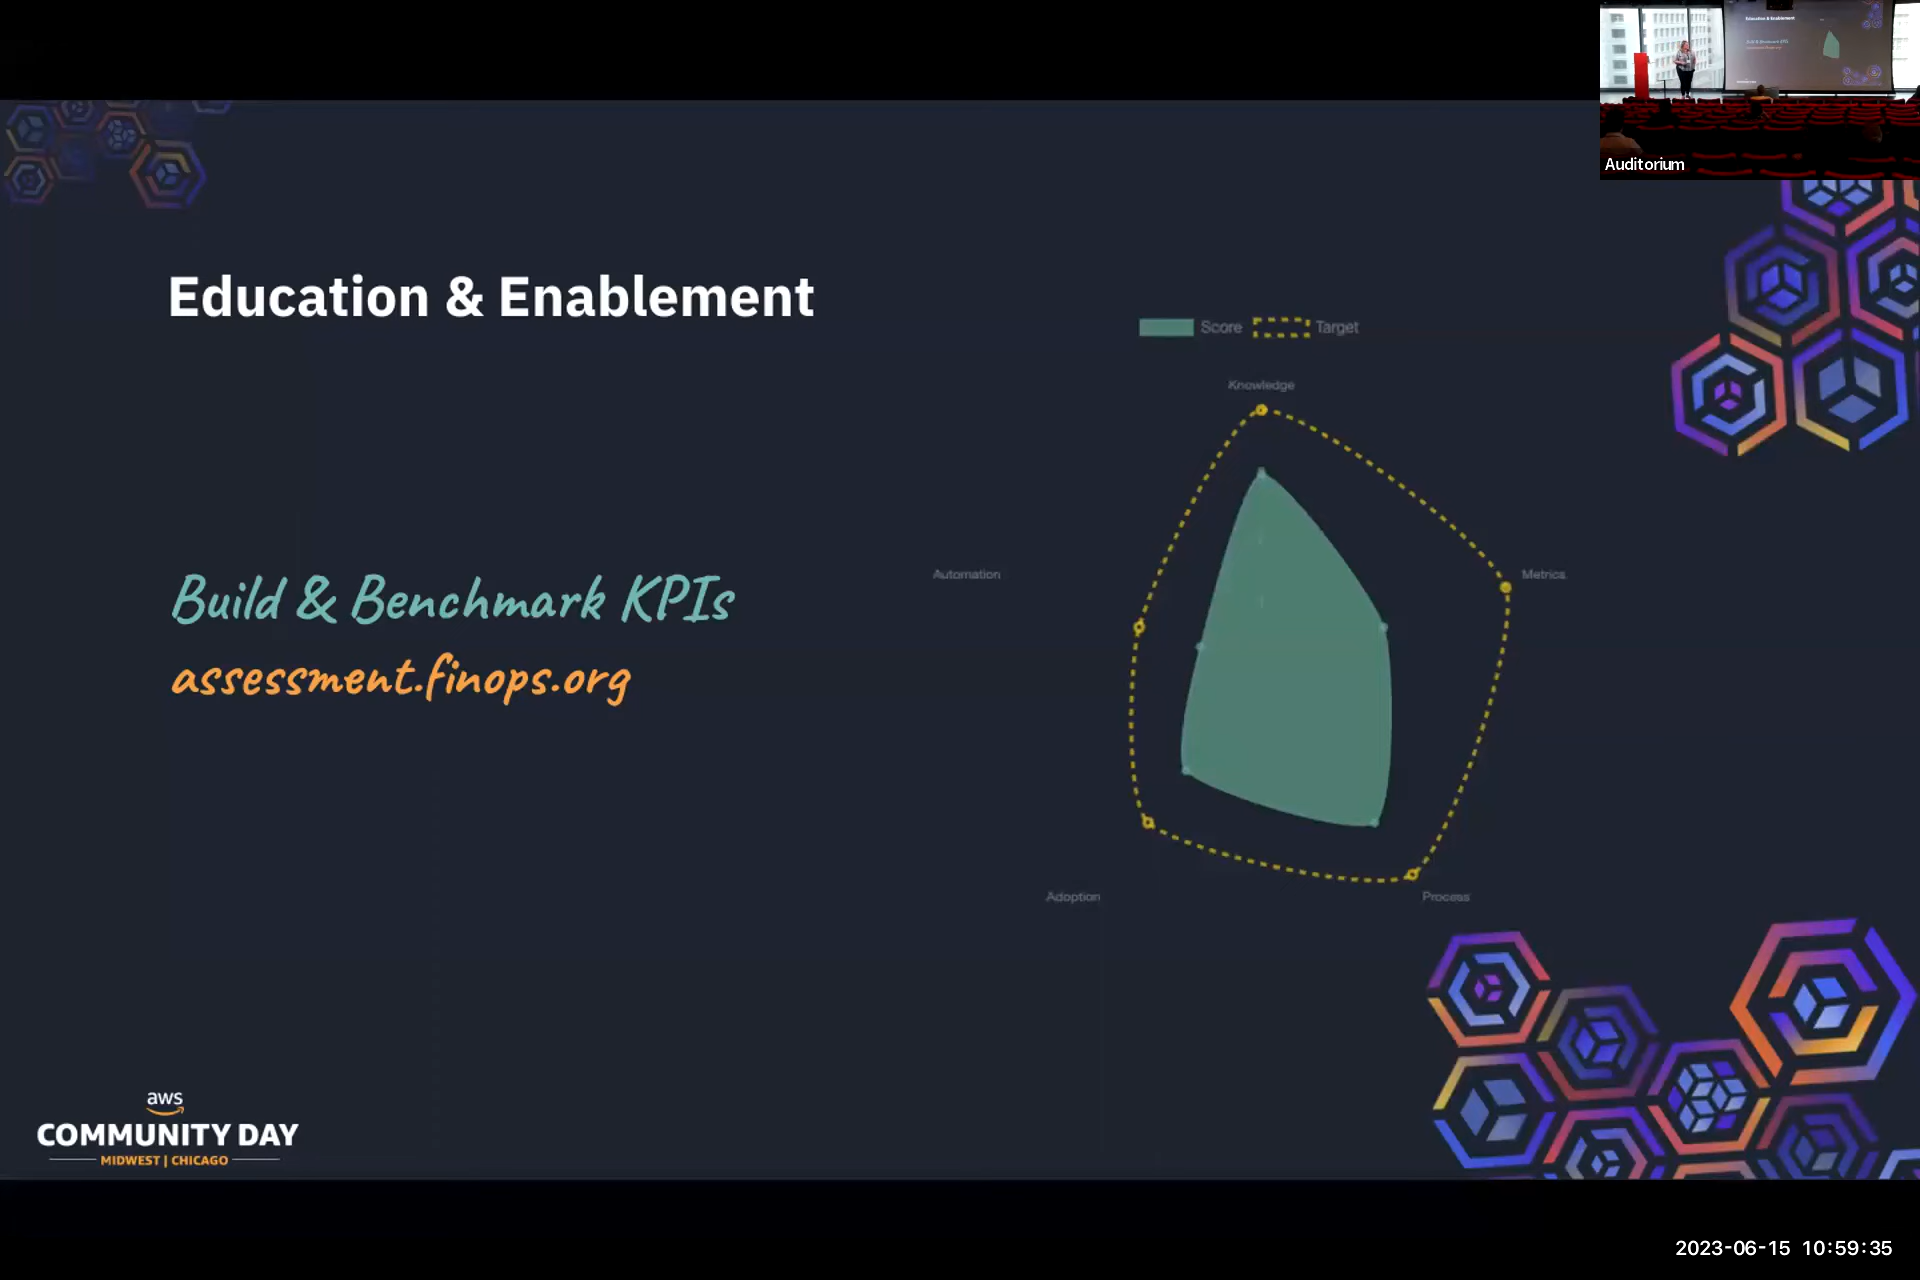 Auditorium
Education & Enablement
Score
Target
Knowledge
Automation
Metrics
Build & Benchmark KPIs
assessment.finops.org
Adoption
Process
aws
COMMUNITY DAY
MIDWEST | CHICAGO
2023-06-15 10:59:35